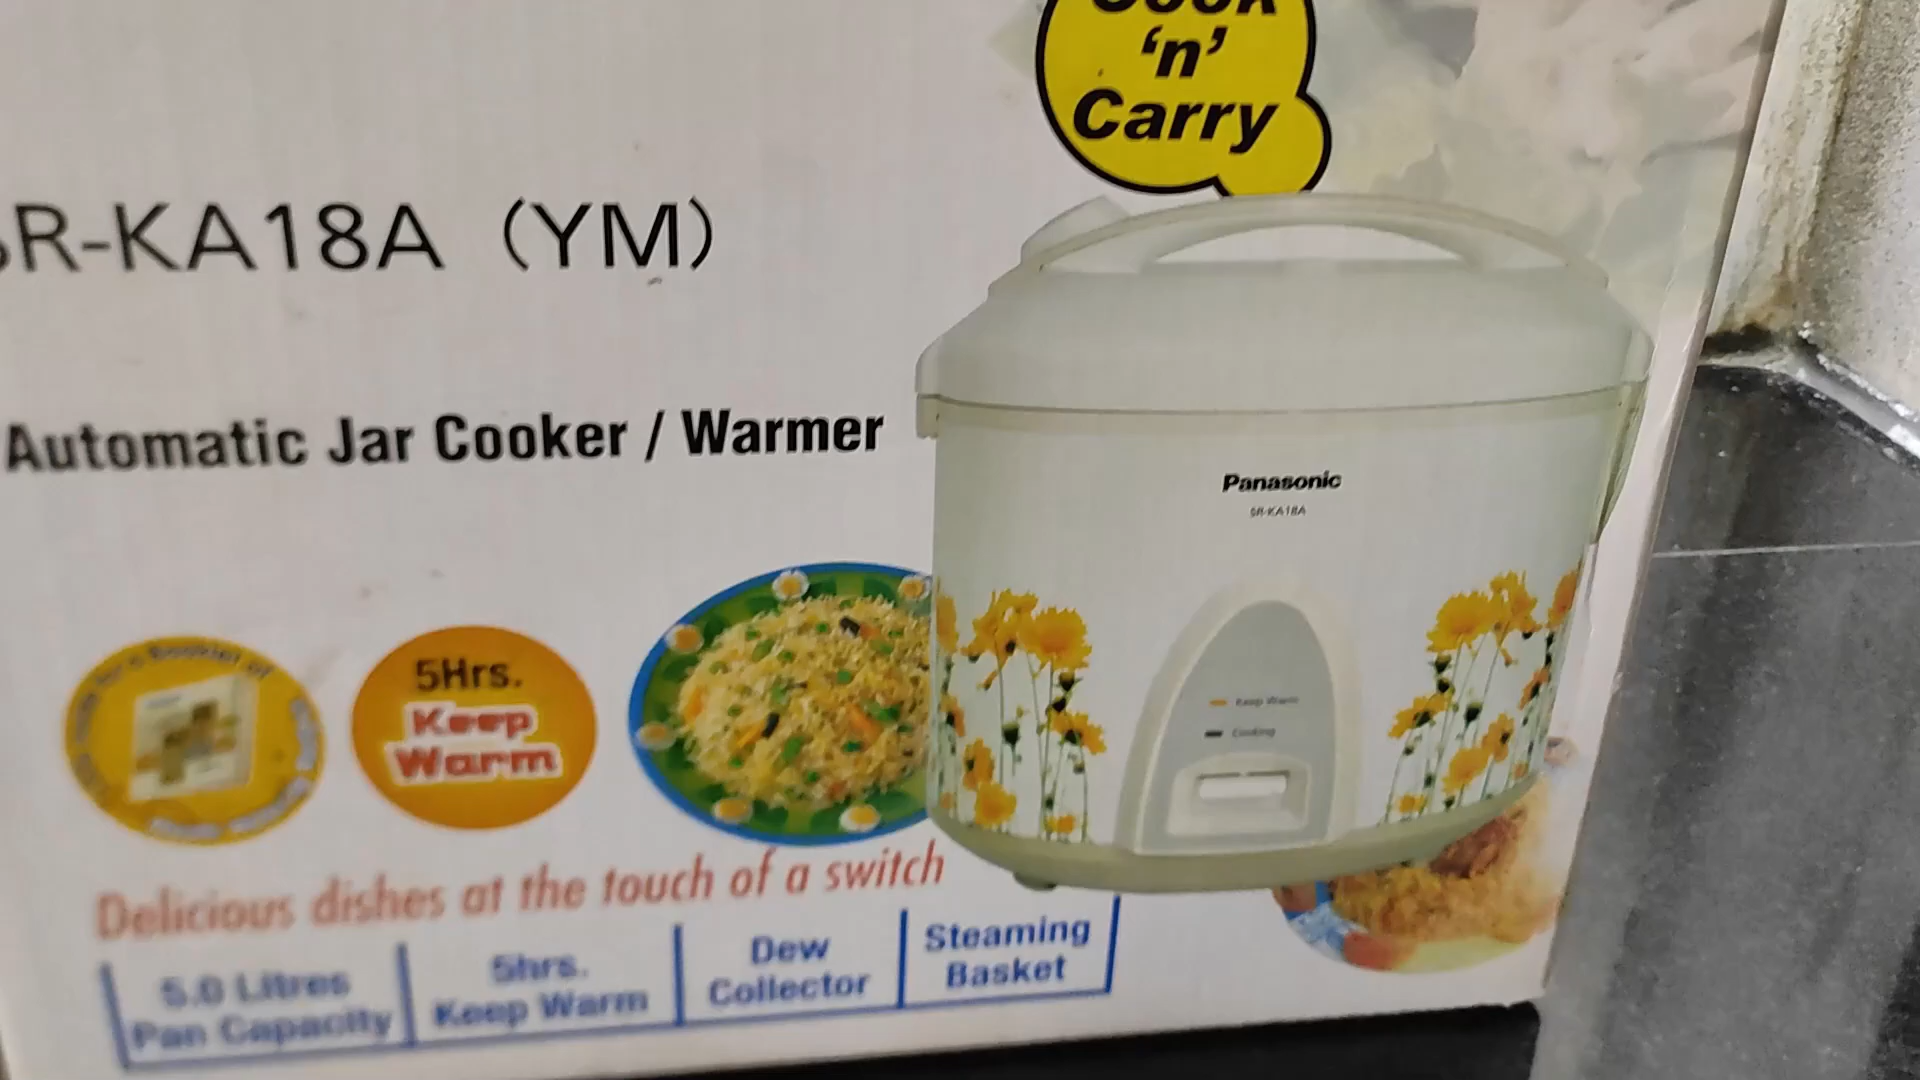 Cook
'n'
Carry
SR-KA18A (YM)
Automatic Jar Cooker / Warmer
Panasonic
SR-KA18A
Keep Warm
Cooking
5Hrs.
Keep
Warm
Delicious dishes at the touch of a switch
5.0 Litres
Pan Capacity
5hrs.
Keep Warm
Dew
Collector
Steaming
Basket